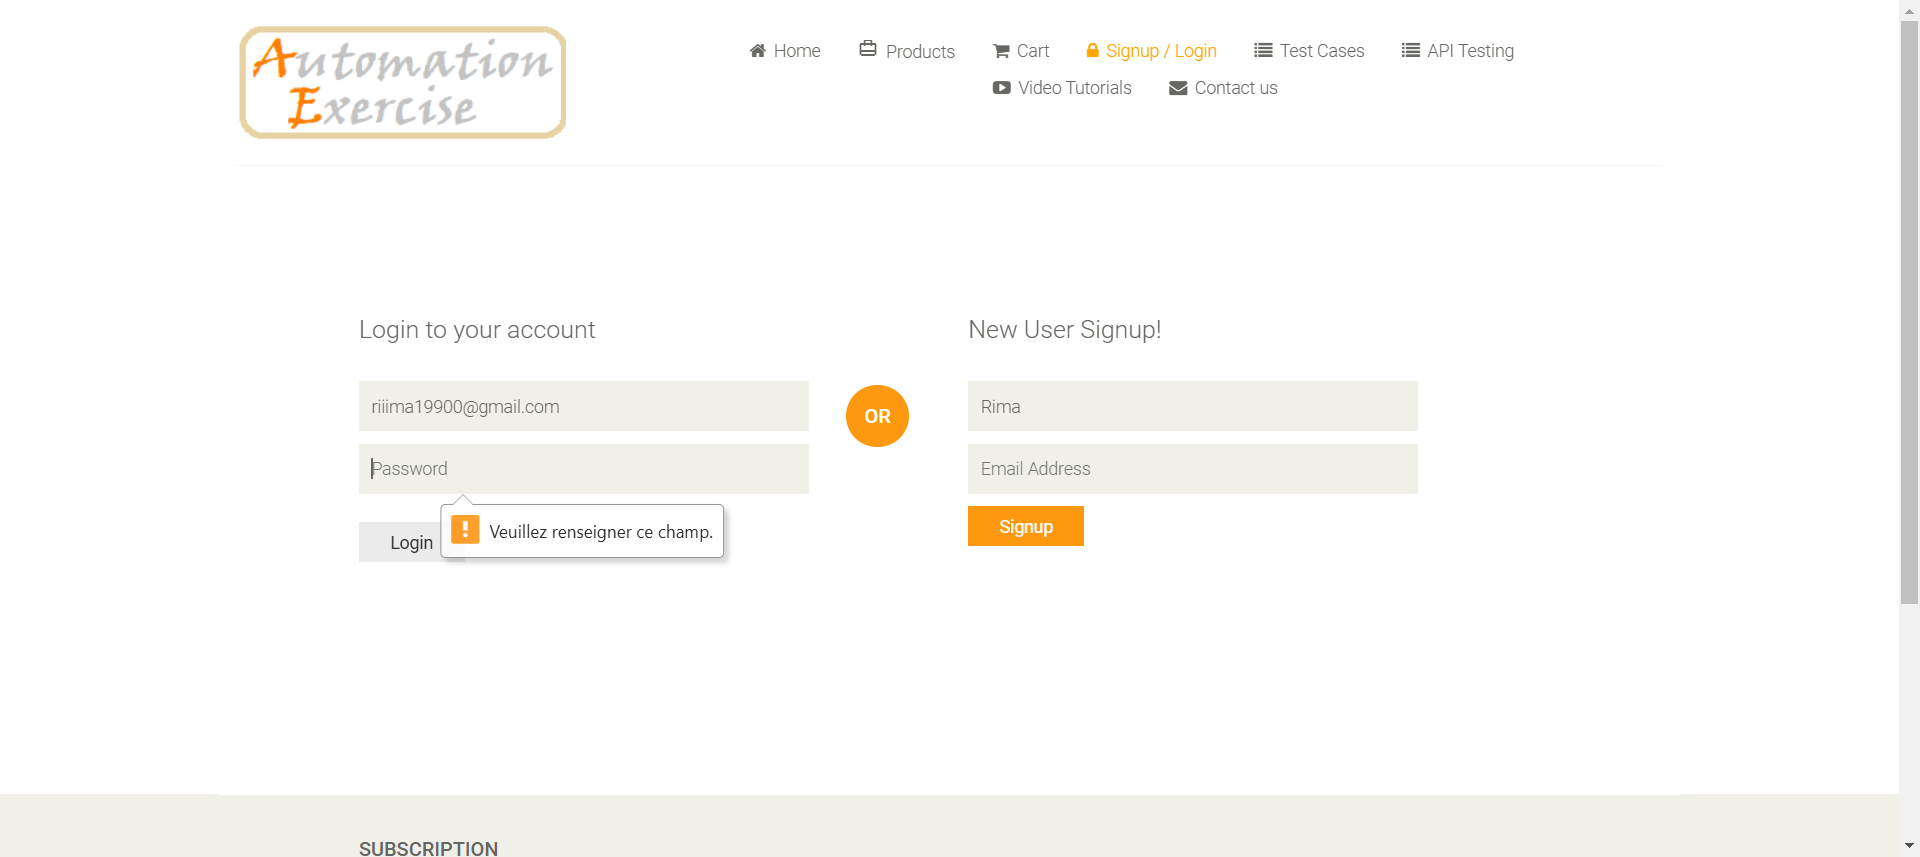 Automation
Exercise
Home
Products
Cart
Signup / Login
Test Cases
API Testing
Video Tutorials
Contact us
Login to your account
riiima19900@gmail.com
Password
Veuillez renseigner ce champ.
Login
OR
New User Signup!
Rima
Email Address
Signup
SUBSCRIPTION